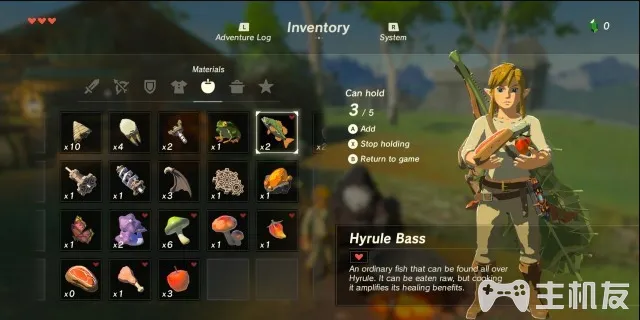 L
Inventory
R
0
Adventory Log
System
Materials
Can hold
3 / 5
A Add
X Stop holding
B Return to game
x10
x4
x2
x1
x2
x1
x1
x3
x1
x1
x1
x2
x6
x1
x1
x0
x1
x3
Hyrule Bass
An ordinary fish that can be found all over
Hyrule. It can be eaten raw, but cooking
it amplifies its healing benefits.
主机友